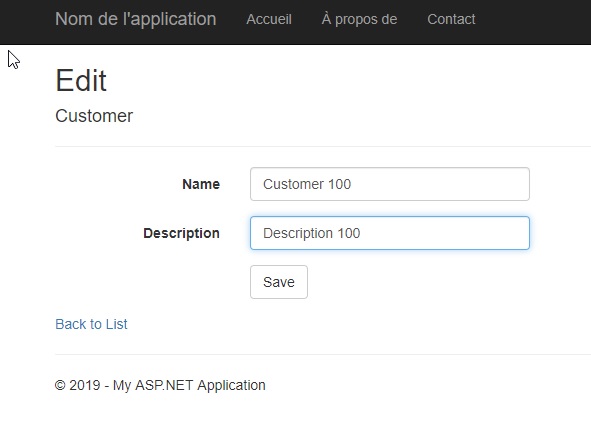 Nom de l'application Accueil À propos de Contact
Edit
Customer
Name Customer 100
Description Description 100
Save
Back to List
© 2019 - My ASP.NET Application